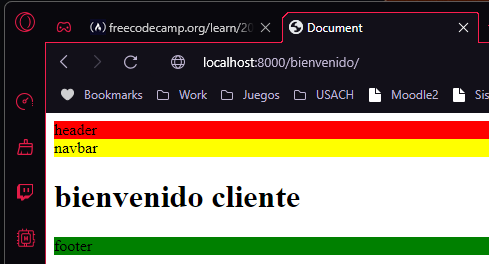 (𝝠) freecodecamp.org/learn/20
Document
localhost:8000/bienvenido/
Bookmarks Work Juegos USACH Moodle2 Sis
header
navbar
bienvenido cliente
footer